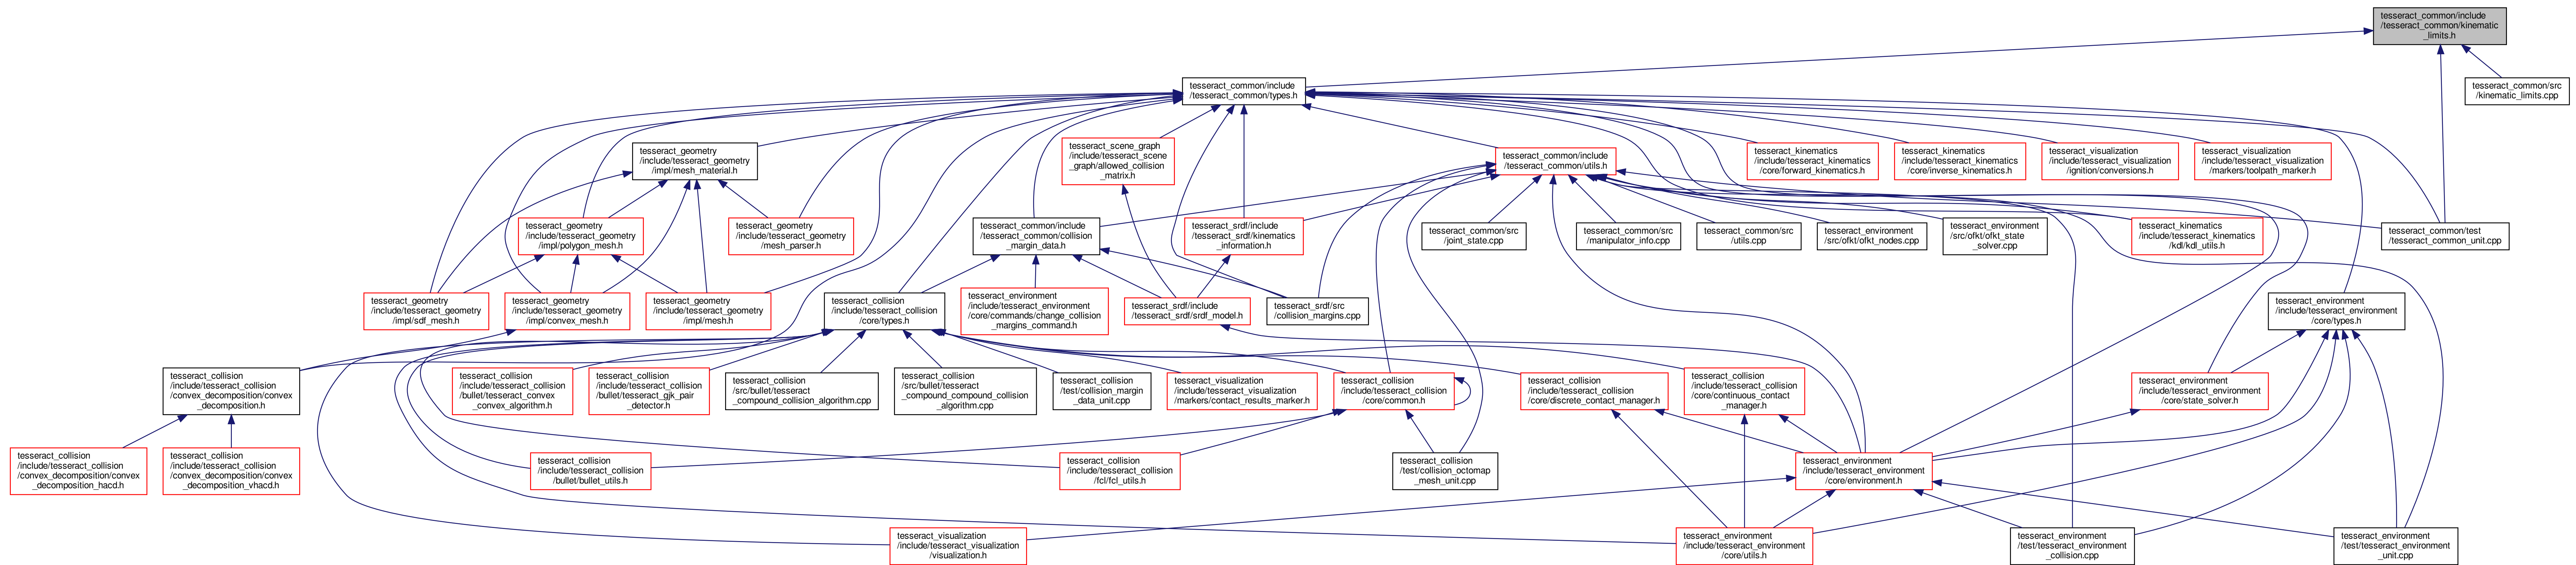 tesseract_common/include
/tesseract_common/kinematic
_limits.h
tesseract_common/include
/tesseract_common/types.h
tesseract_common/src
/kinematic_limits.cpp
tesseract_geometry
/include/tesseract_geometry
/impl/mesh_material.h
tesseract_scene_graph
/include/tesseract_scene
_graph/allowed_collision
_matrix.h
tesseract_common/include
/tesseract_common/utils.h
tesseract_kinematics
/include/tesseract_kinematics
/core/forward_kinematics.h
tesseract_kinematics
/include/tesseract_kinematics
/core/inverse_kinematics.h
tesseract_visualization
/include/tesseract_visualization
/ignition/conversions.h
tesseract_visualization
/include/tesseract_visualization
/markers/toolpath_marker.h
tesseract_geometry
/include/tesseract_geometry
/impl/polygon_mesh.h
tesseract_geometry
/include/tesseract_geometry
/mesh_parser.h
tesseract_common/include
/tesseract_common/collision
_margin_data.h
tesseract_srdf/include
/tesseract_srdf/kinematics
_information.h
tesseract_common/src
/joint_state.cpp
tesseract_common/src
/manipulator_info.cpp
tesseract_common/src
/utils.cpp
tesseract_environment
/src/ofkt/ofkt_nodes.cpp
tesseract_environment
/src/ofkt/ofkt_state
_solver.cpp
tesseract_kinematics
/include/tesseract_kinematics
/kdl/kdl_utils.h
tesseract_common/test
/tesseract_common_unit.cpp
tesseract_geometry
/include/tesseract_geometry
/impl/sdf_mesh.h
tesseract_geometry
/include/tesseract_geometry
/impl/convex_mesh.h
tesseract_geometry
/include/tesseract_geometry
/impl/mesh.h
tesseract_collision
/include/tesseract_collision
/core/types.h
tesseract_environment
/include/tesseract_environment
/core/commands/change_collision
_margins_command.h
tesseract_srdf/include
/tesseract_srdf/srdf_model.h
tesseract_srdf/src
/collision_margins.cpp
tesseract_environment
/include/tesseract_environment
/core/types.h
tesseract_collision
/include/tesseract_collision
/convex_decomposition/convex
_decomposition.h
tesseract_collision
/include/tesseract_collision
/bullet/tesseract_convex
_convex_algorithm.h
tesseract_collision
/include/tesseract_collision
/bullet/tesseract_gjk_pair
_detector.h
tesseract_collision
/src/bullet/tesseract
_compound_collision_algorithm.cpp
tesseract_collision
/src/bullet/tesseract
_compound_compound_collision
_algorithm.cpp
tesseract_collision
/test/collision_margin
_data_unit.cpp
tesseract_visualization
/include/tesseract_visualization
/markers/contact_results_marker.h
tesseract_collision
/include/tesseract_collision
/core/common.h
tesseract_collision
/include/tesseract_collision
/core/discrete_contact_manager.h
tesseract_collision
/include/tesseract_collision
/core/continuous_contact
_manager.h
tesseract_environment
/include/tesseract_environment
/core/state_solver.h
tesseract_collision
/include/tesseract_collision
/convex_decomposition/convex
_decomposition_hacd.h
tesseract_collision
/include/tesseract_collision
/convex_decomposition/convex
_decomposition_vhacd.h
tesseract_collision
/include/tesseract_collision
/bullet/bullet_utils.h
tesseract_collision
/include/tesseract_collision
/fcl/fcl_utils.h
tesseract_collision
/test/collision_octomap
_mesh_unit.cpp
tesseract_environment
/include/tesseract_environment
/core/environment.h
tesseract_visualization
/include/tesseract_visualization
/visualization.h
tesseract_environment
/include/tesseract_environment
/core/utils.h
tesseract_environment
/test/tesseract_environment
_collision.cpp
tesseract_environment
/test/tesseract_environment
_unit.cpp